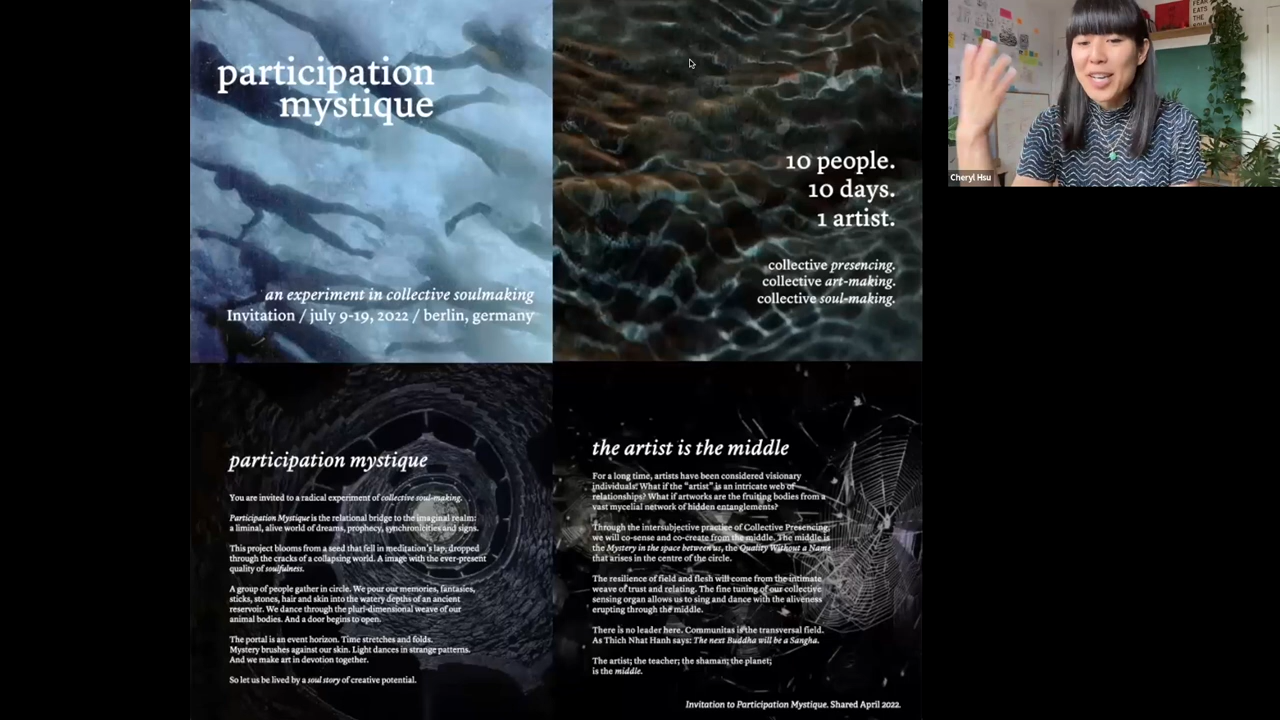 participation
mystique
an experiment in collective soulmaking
Invitation / july 9-19, 2022 / berlin, germany
10 people.
10 days.
1 artist.
collective presencing.
collective art-making.
collective soul-making.
participation mystique
You are invited to a radical experiment of collective soul-making.
Participation Mystique is the relational bridge to the imaginal realm:
a liminal, alive world of dreams, prophecy, synchronicities and signs.
This project blooms from a seed that fell in meditation's lap, dropped
through the cracks of a collapsing world. A image with the ever-present
quality of soulfulness.
A group of people gather in circle. We pour our memories, fantasies,
sticks, stones, hair and skin into the watery depths of an ancient
reservoir. We dance through the pluri-dimensional weave of our
animal bodies. And a door begins to open.
The portal is an event horizon. Time stretches and folds.
Mystery brushes against our skin. Light dances in strange patterns.
And we make art in devotion together.
So let us be lived by a soul story of creative potential.
the artist is the middle
For a long time, artists have been considered visionary
individuals. What if the "artist" is an intricate web of
relationships? What if artworks are the fruiting bodies from a
vast mycelial network of hidden entanglements?
Through the intersubjective practice of Collective Presencing,
we will co-sense and co-create from the middle. The middle is
the Mystery in the space between us, the Quality Without a Name
that arises in the centre of the circle.
The resilience of field and flesh will come from the intimate
weave of trust and relating. The fine tuning of our collective
sensing organ allows us to sing and dance with the aliveness
erupting through the middle.
There is no leader here. Communitas is the transversal field.
As Thich Nhat Hanh says: The next Buddha will be a Sangha.
The artist; the teacher; the shaman; the planet;
is the middle.
Invitation to Participation Mystique. Shared April 2022.
FEAR
EATS
THE
SOUL
Cheryl Hsu